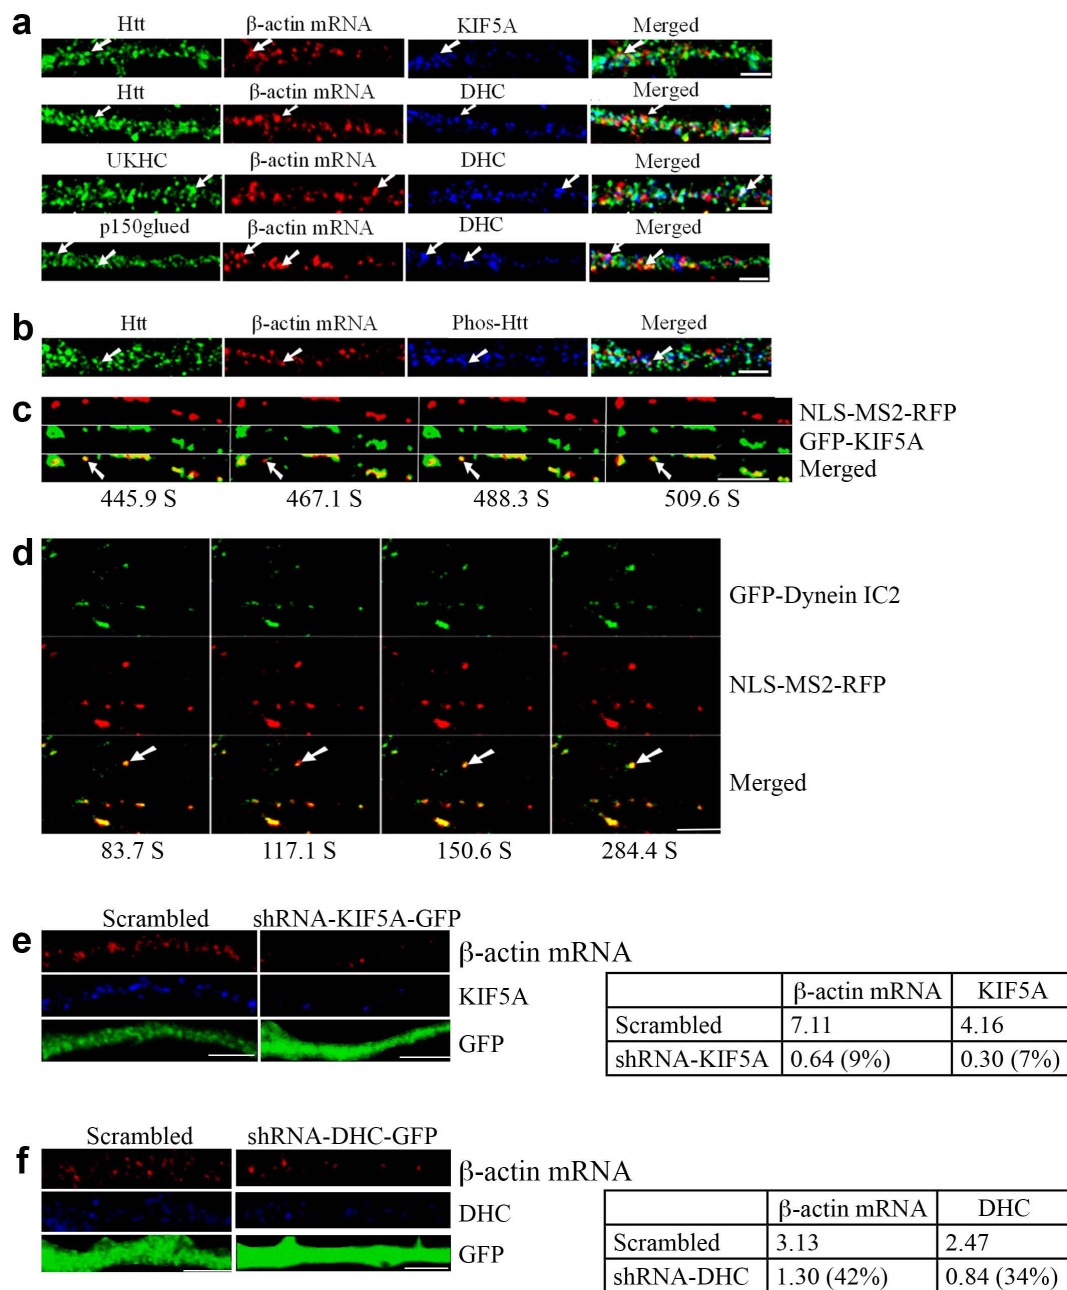 a
Htt β-actin mRNA KIF5A Merged
Htt β-actin mRNA DHC Merged
UKHC β-actin mRNA DHC Merged
p150glued β-actin mRNA DHC Merged
b
Htt β-actin mRNA Phos-Htt Merged
c
NLS-MS2-RFP
GFP-KIF5A
Merged
445.9 S 467.1 S 488.3 S 509.6 S
d
GFP-Dynein IC2
NLS-MS2-RFP
Merged
83.7 S 117.1 S 150.6 S 284.4 S
e
Scrambled shRNA-KIF5A-GFP
β-actin mRNA
KIF5A
GFP
β-actin mRNA KIF5A
Scrambled 7.11 4.16
shRNA-KIF5A 0.64 (9%) 0.30 (7%)
f
Scrambled shRNA-DHC-GFP
β-actin mRNA
DHC
GFP
β-actin mRNA DHC
Scrambled 3.13 2.47
shRNA-DHC 1.30 (42%) 0.84 (34%)